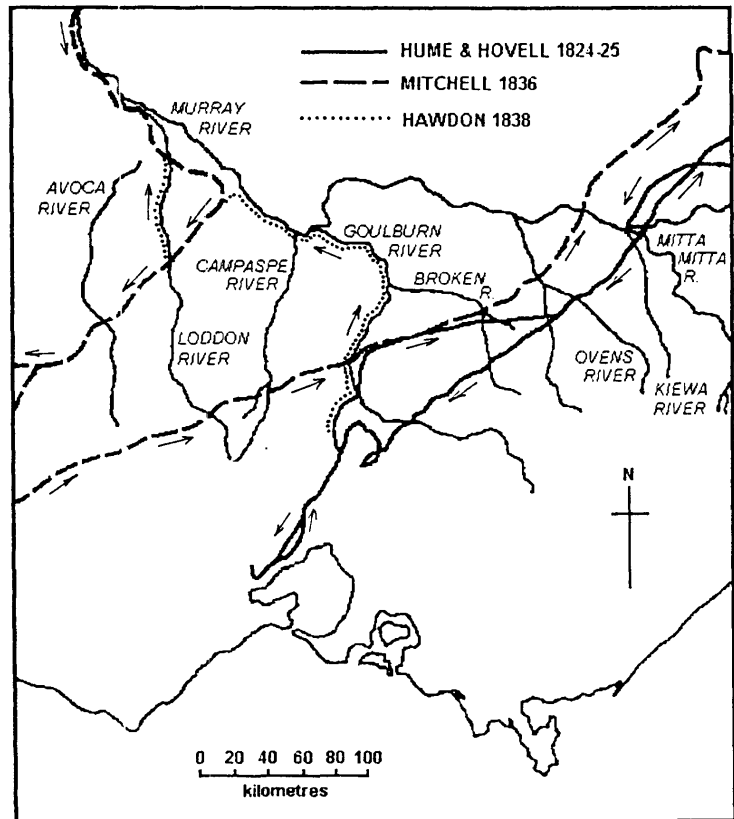 HUME & HOVELL 1824-25
MITCHELL 1836
HAWDON 1838
MURRAY
RIVER
AVOCA
RIVER
GOULBURN
RIVER
MITTA
MITTA
R.
CAMPASPE
RIVER
BROKEN
R.
LODDON
RIVER
OVENS
RIVER
KIEWA
RIVER
N
0 20 40 60 80 100
kilometres